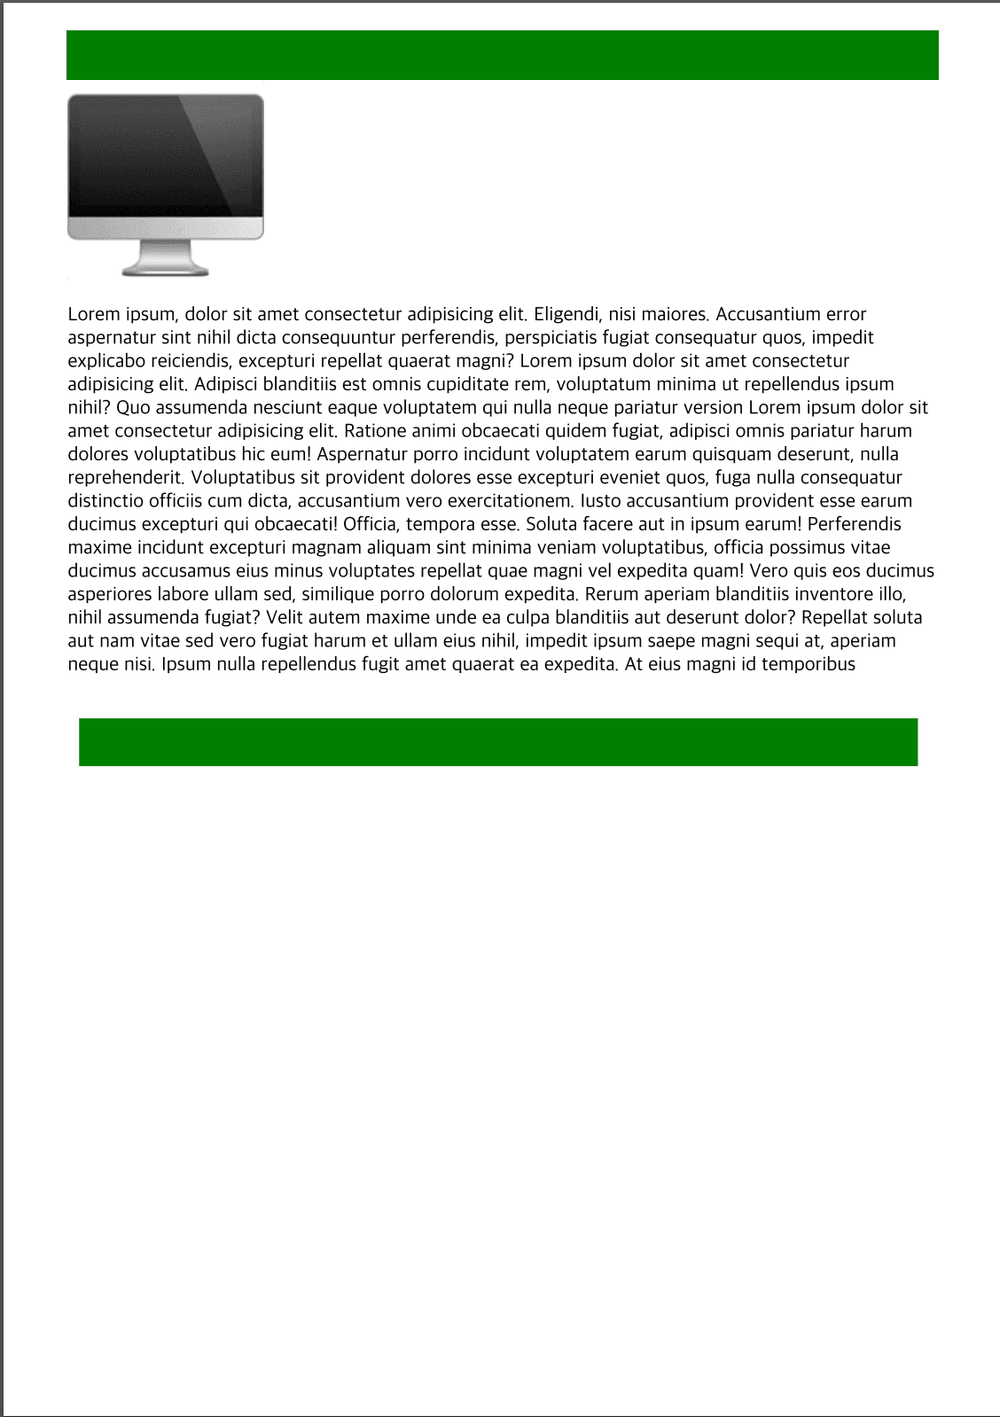 Lorem ipsum, dolor sit amet consectetur adipisicing elit. Eligendi, nisi maiores. Accusantium error
aspernatur sint nihil dicta consequuntur perferendis, perspiciatis fugiat consequatur quos, impedit
explicabo reiciendis, excepturi repellat quaerat magni? Lorem ipsum dolor sit amet consectetur
adipisicing elit. Adipisci blanditiis est omnis cupiditate rem, voluptatum minima ut repellendus ipsum
nihil? Quo assumenda nesciunt eaque voluptatem qui nulla neque pariatur version Lorem ipsum dolor sit
amet consectetur adipisicing elit. Ratione animi obcaecati quidem fugiat, adipisci omnis pariatur harum
dolores voluptatibus hic eum! Aspernatur porro incidunt voluptatem earum quisquam deserunt, nulla
reprehenderit. Voluptatibus sit provident dolores esse excepturi eveniet quos, fuga nulla consequatur
distinctio officiis cum dicta, accusantium vero exercitationem. Iusto accusantium provident esse earum
ducimus excepturi qui obcaecati! Officia, tempora esse. Soluta facere aut in ipsum earum! Perferendis
maxime incidunt excepturi magnam aliquam sint minima veniam voluptatibus, officia possimus vitae
ducimus accusamus eius minus voluptates repellat quae magni vel expedita quam! Vero quis eos ducimus
asperiores labore ullam sed, similique porro dolorum expedita. Rerum aperiam blanditiis inventore illo,
nihil assumenda fugiat? Velit autem maxime unde ea culpa blanditiis aut deserunt dolor? Repellat soluta
aut nam vitae sed vero fugiat harum et ullam eius nihil, impedit ipsum saepe magni sequi at, aperiam
neque nisi. Ipsum nulla repellendus fugit amet quaerat ea expedita. At eius magni id temporibus